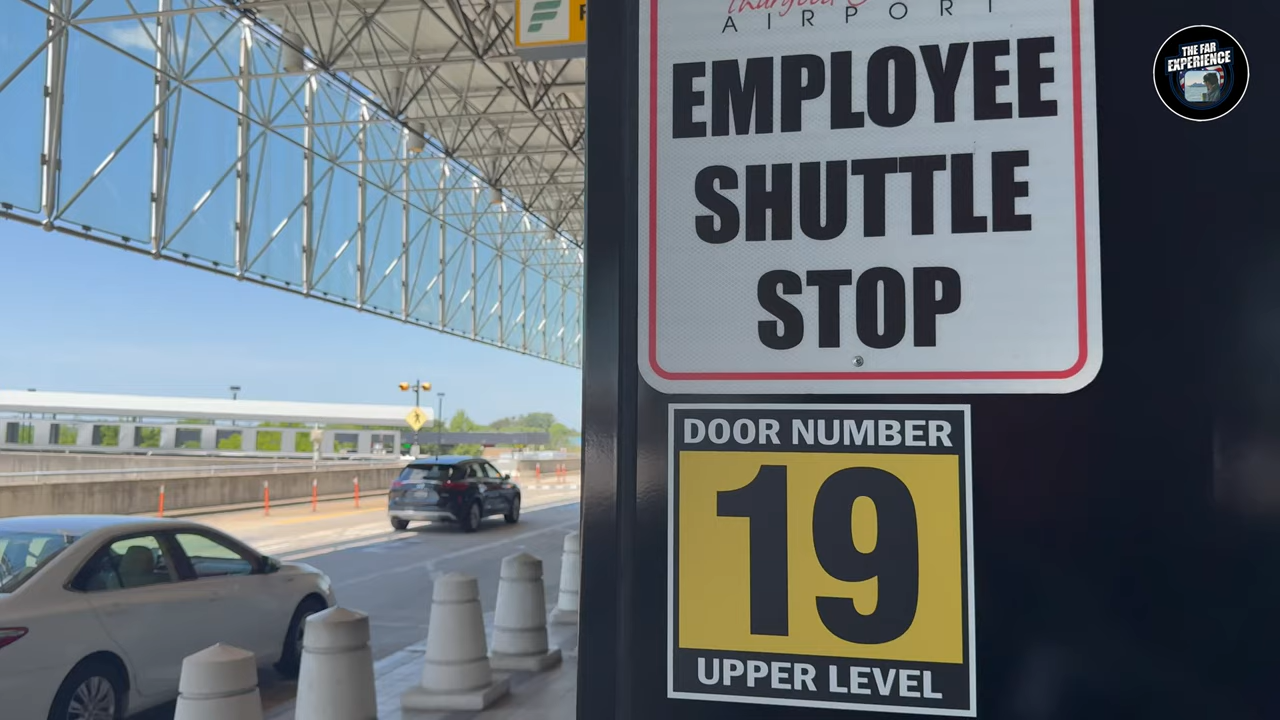 THE FAR
EXPERIENCE
AIRPORT
EMPLOYEE
SHUTTLE
STOP
DOOR NUMBER
19
UPPER LEVEL